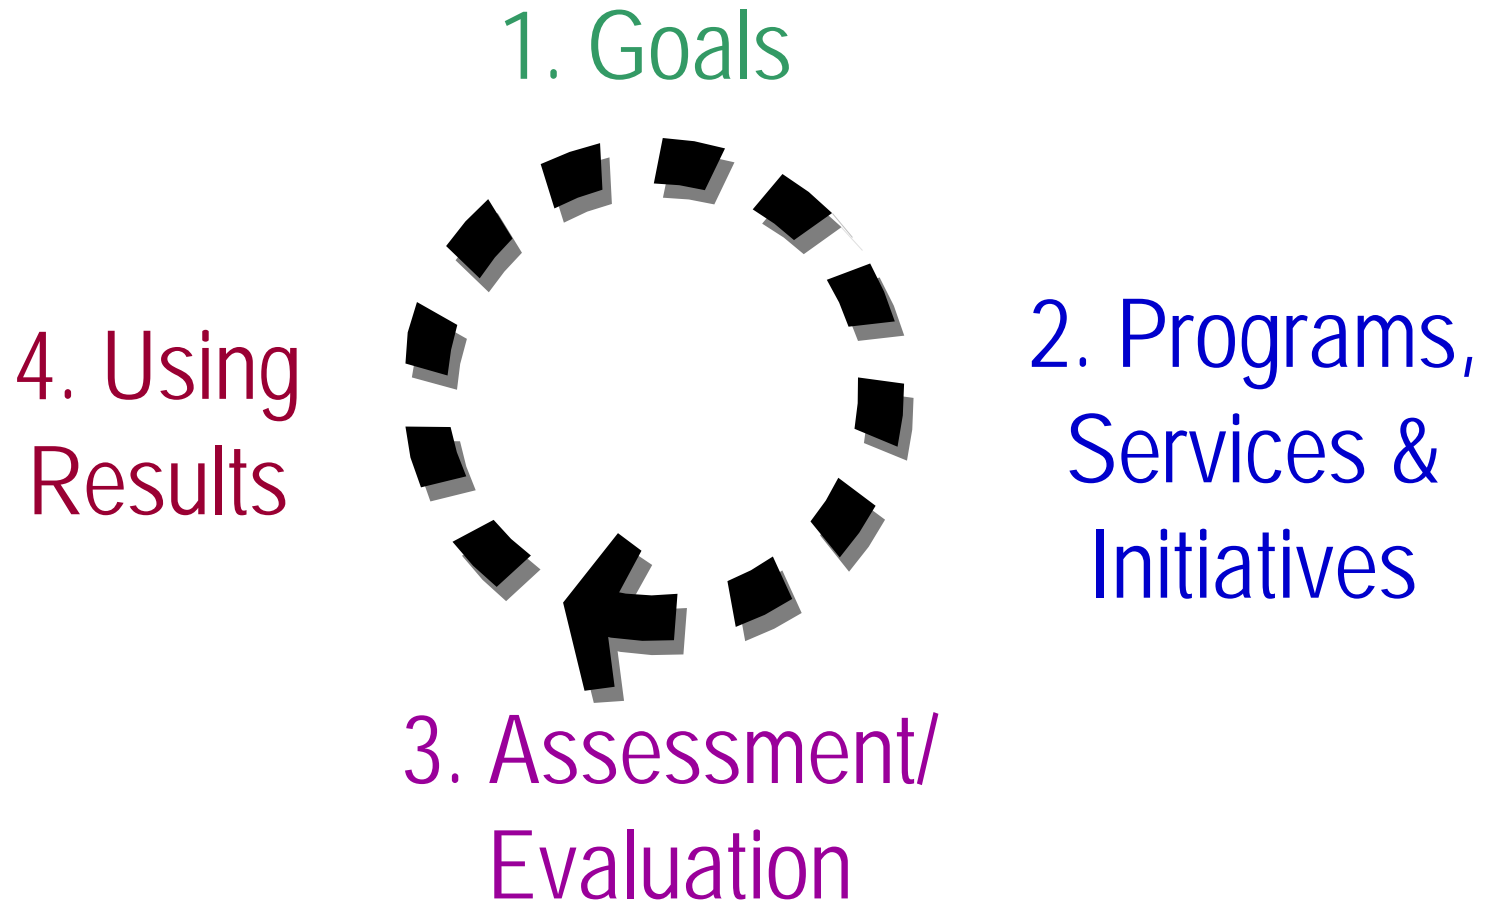 1. Goals
2. Programs,
Services &
Initiatives
3. Assessment/
Evaluation
4. Using
Results